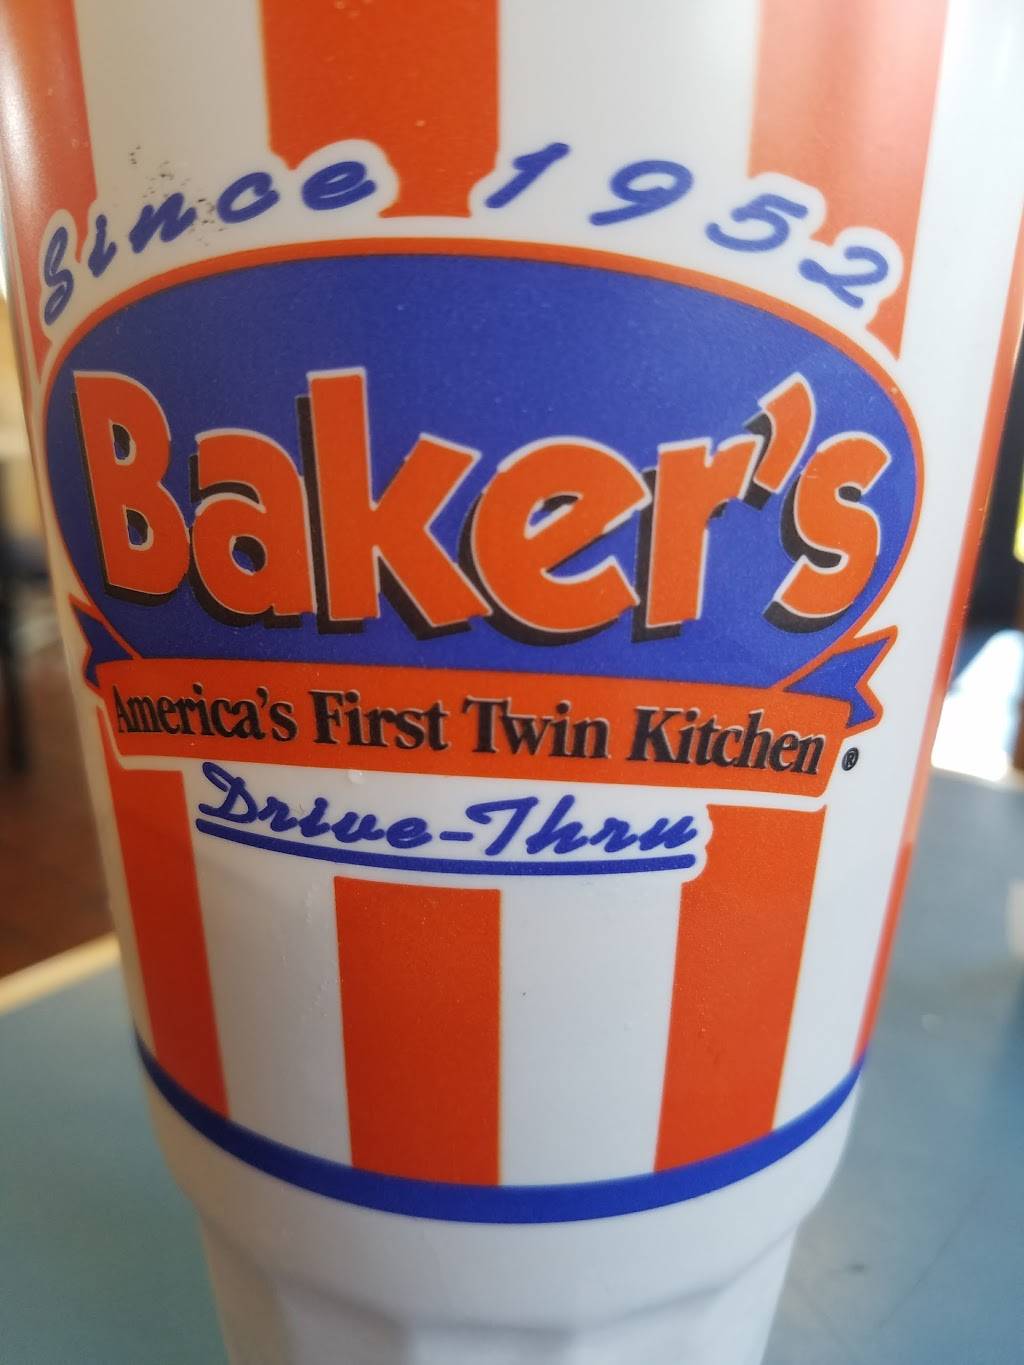 Since 1952
Baker's
America's First Twin Kitchen ®
Drive-Thru